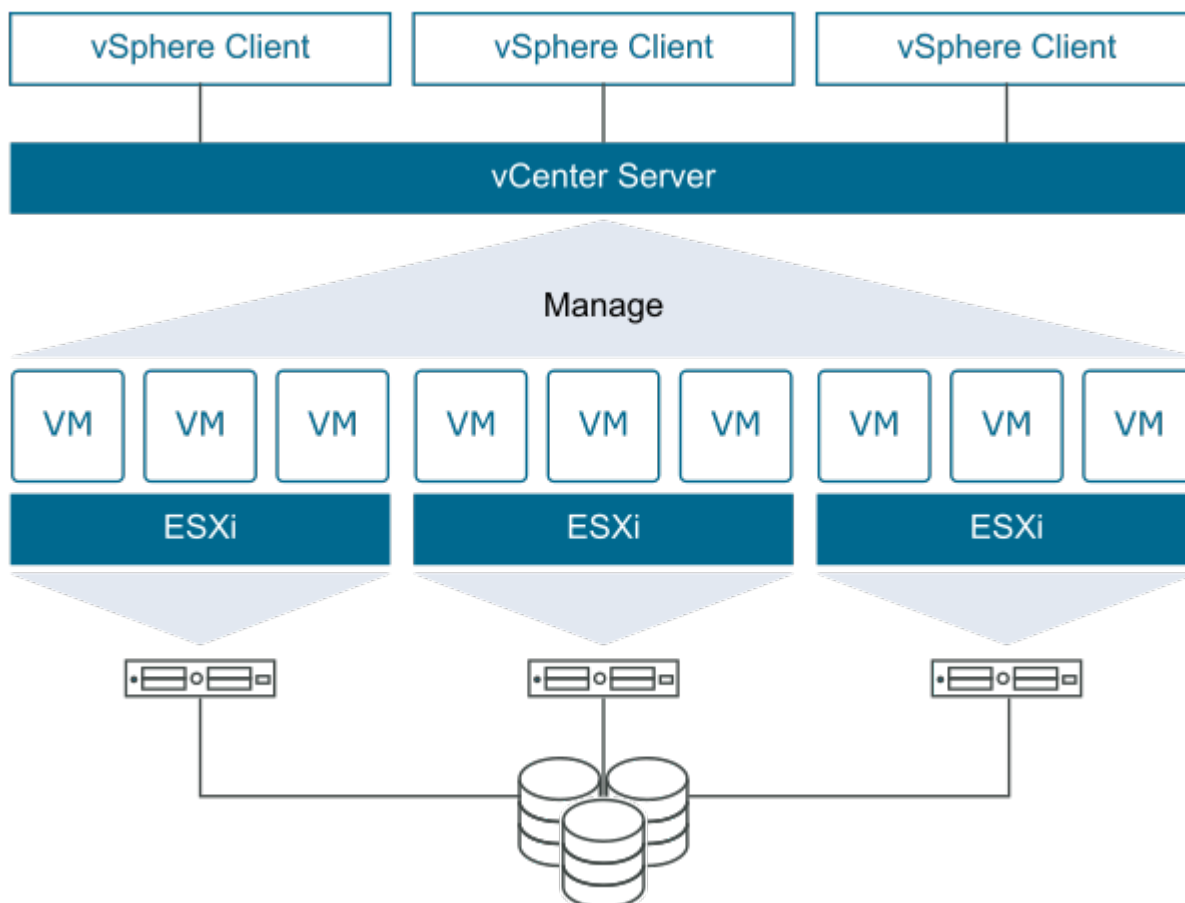 vSphere Client vSphere Client vSphere Client
vCenter Server
Manage
VM VM VM VM VM VM VM VM VM
ESXi ESXi ESXi